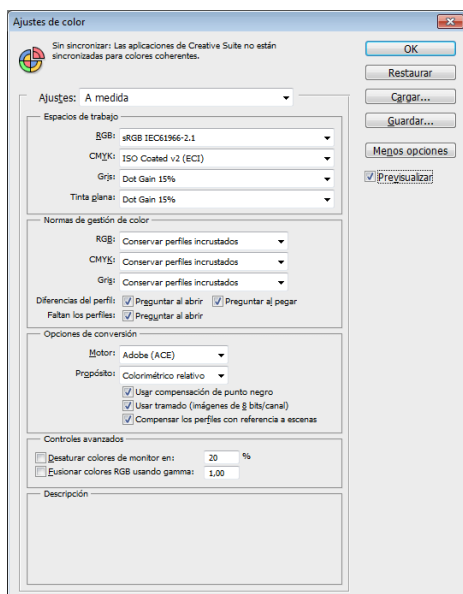 Ajustes de color
Sin sincronizar: Las aplicaciones de Creative Suite no están
sincronizadas para colores coherentes.
OK
Restaurar
Cargar...
Guardar...
Menos opciones
Previsualizar
Ajustes: A medida
Espacios de trabajo
RGB: sRGB IEC61966-2.1
CMYK: ISO Coated v2 (ECI)
Gris: Dot Gain 15%
Tinta plana: Dot Gain 15%
Normas de gestión de color
RGB: Conservar perfiles incrustados
CMYK: Conservar perfiles incrustados
Gris: Conservar perfiles incrustados
Diferencias del perfil: Preguntar al abrir Preguntar al pegar
Faltan los perfiles: Preguntar al abrir
Opciones de conversión
Motor: Adobe (ACE)
Propósito: Colorimétrico relativo
Usar compensación de punto negro
Usar tramado (imágenes de 8 bits/canal)
Compensar los perfiles con referencia a escenas
Controles avanzados
Desaturar colores de monitor en: 20 %
Fusionar colores RGB usando gamma: 1,00
Descripción